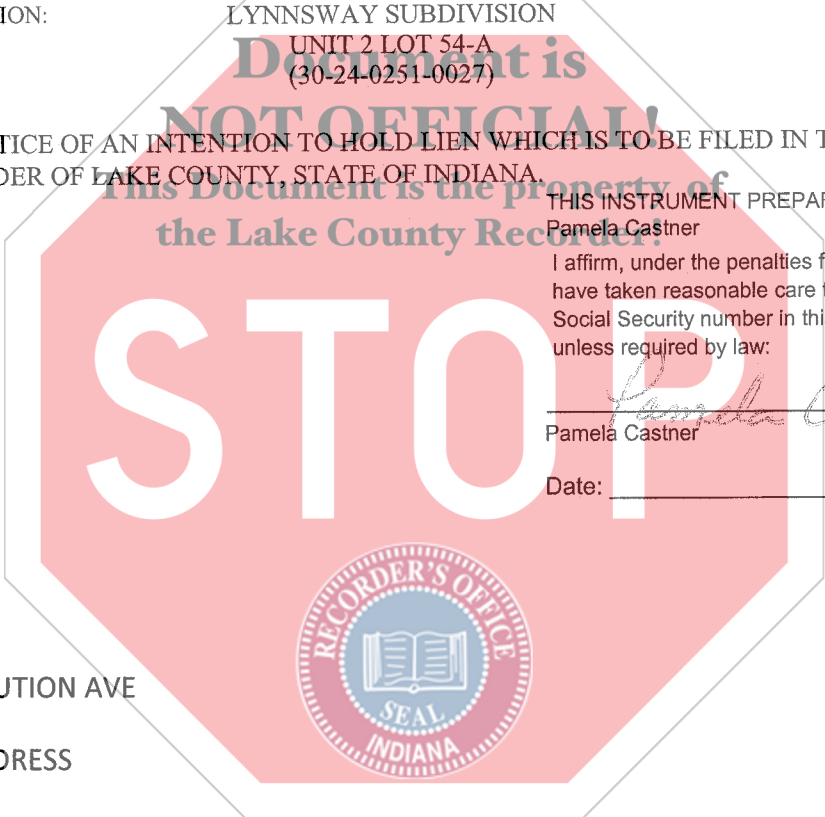 ION: LYNNSWAY SUBDIVISION
UNIT 2 LOT 54-A
(30-24-0251-0027)
Document is
NOT OFFICIAL!
This Document is the property of
the Lake County Recorder!
TICE OF AN INTENTION TO HOLD LIEN WHICH IS TO BE FILED IN T
DER OF LAKE COUNTY, STATE OF INDIANA.
THIS INSTRUMENT PREPAR
Pamela Castner
I affirm, under the penalties f
have taken reasonable care t
Social Security number in thi
unless required by law:
Pamela C
Pamela Castner
Date:
STOP
RECORDER'S OFFICE
SEAL
INDIANA
UTION AVE
DRESS